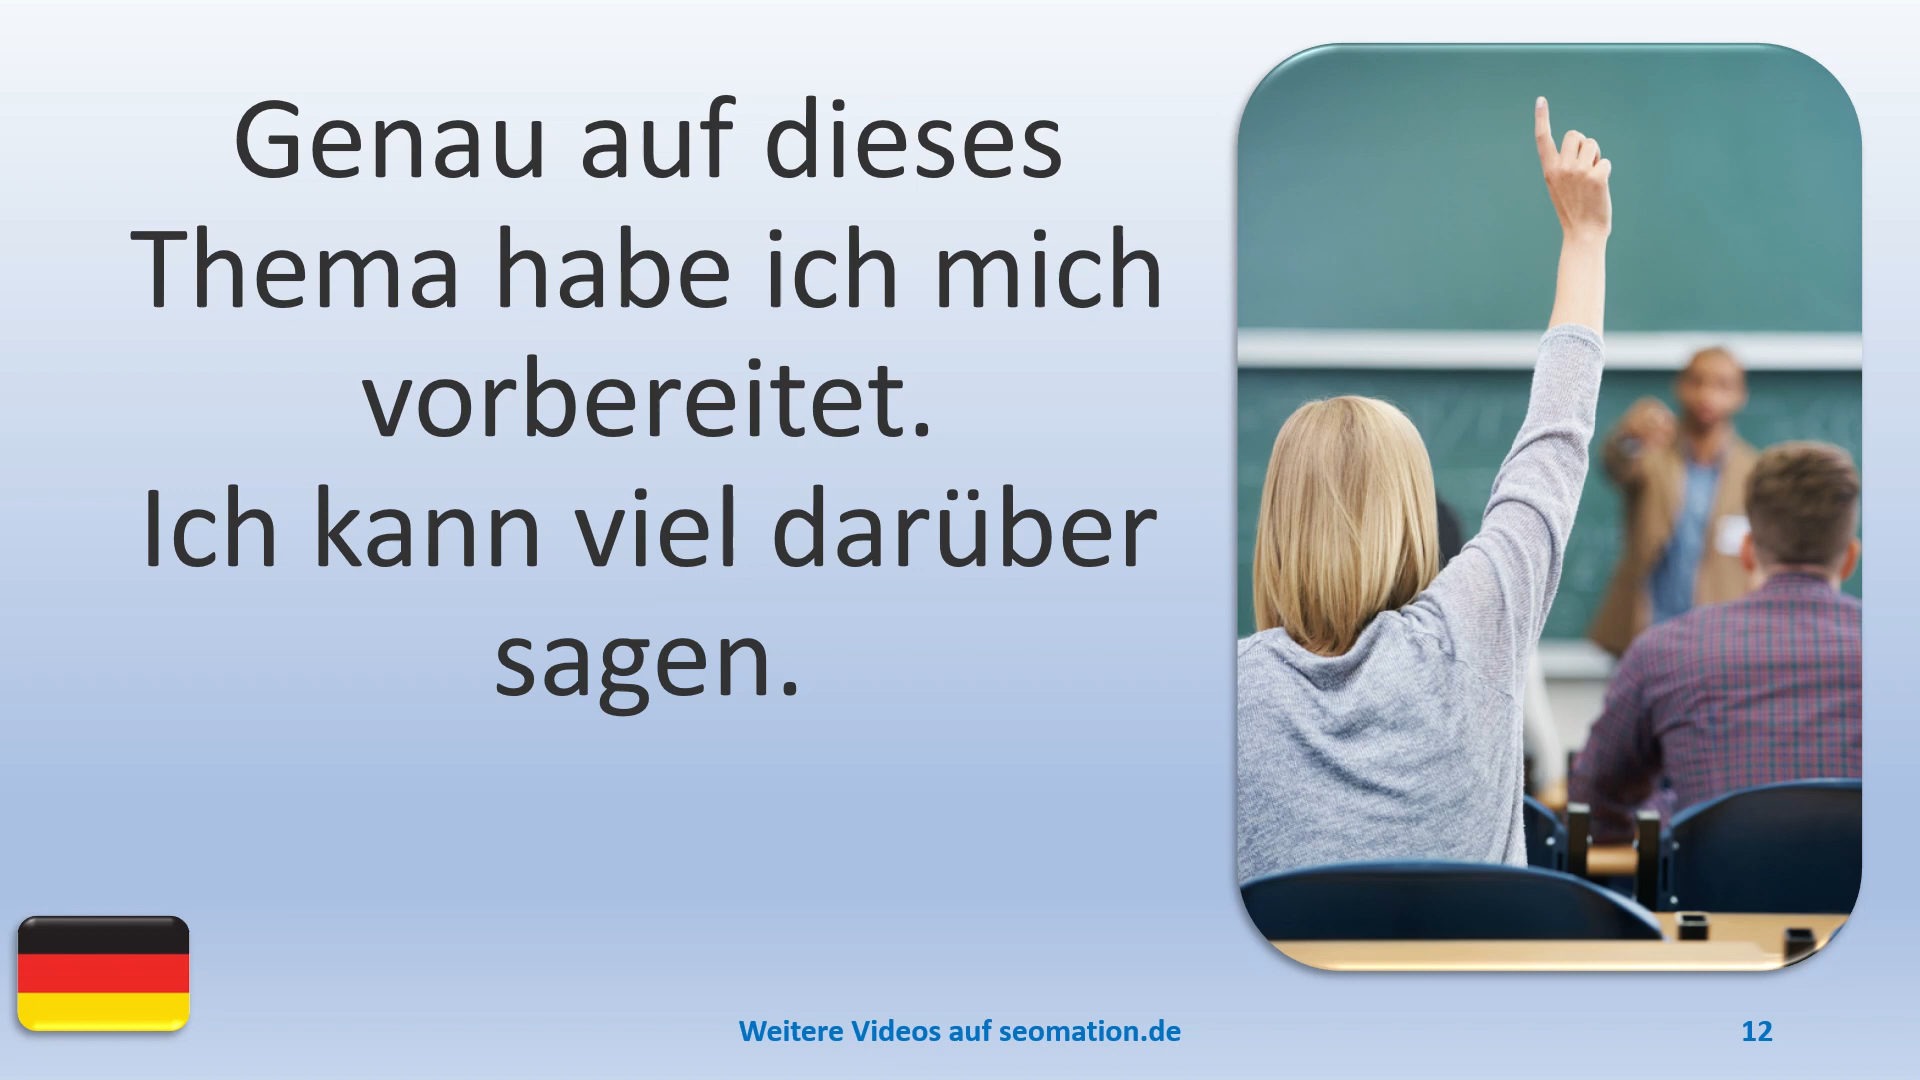 Genau auf dieses
Thema habe ich mich
vorbereitet.
Ich kann viel darüber
sagen.
Weitere Videos auf seomation.de
12